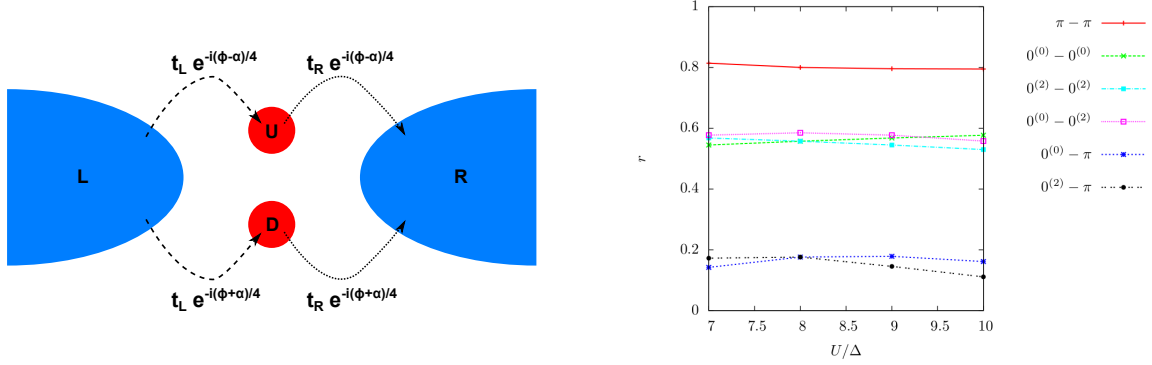 t_L e^{-i(ϕ-α)/4} t_R e^{-i(ϕ-α)/4}
U
L R
D
t_L e^{-i(ϕ+α)/4} t_R e^{-i(ϕ+α)/4}
1
0.8
0.6
0.4
0.2
0
r
7 7.5 8 8.5 9 9.5 10
U/Δ
π − π
0^{(0)} − 0^{(0)}
0^{(2)} − 0^{(2)}
0^{(0)} − 0^{(2)}
0^{(0)} − π
0^{(2)} − π